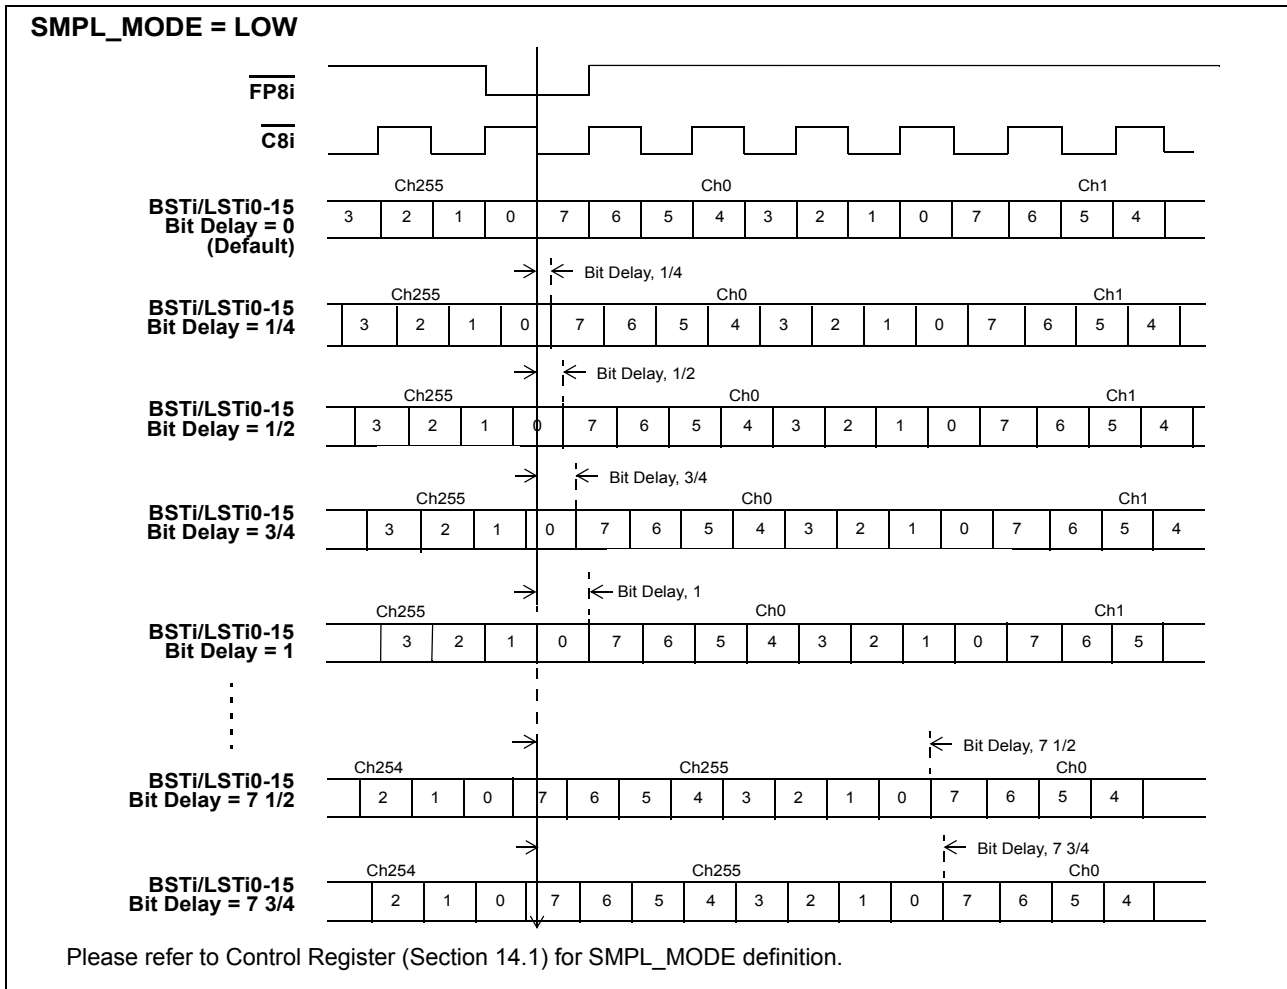 SMPL_MODE = LOW
FP8i
C8i
Ch255 Ch0 Ch1
BSTi/LSTi0-15
Bit Delay = 0
(Default)
3 2 1 0 7 6 5 4 3 2 1 0 7 6 5 4
Bit Delay, 1/4
Ch255 Ch0 Ch1
BSTi/LSTi0-15
Bit Delay = 1/4
3 2 1 0 7 6 5 4 3 2 1 0 7 6 5 4
Bit Delay, 1/2
Ch255 Ch0 Ch1
BSTi/LSTi0-15
Bit Delay = 1/2
3 2 1 0 7 6 5 4 3 2 1 0 7 6 5 4
Bit Delay, 3/4
Ch255 Ch0 Ch1
BSTi/LSTi0-15
Bit Delay = 3/4
3 2 1 0 7 6 5 4 3 2 1 0 7 6 5 4
Bit Delay, 1
Ch255 Ch0 Ch1
BSTi/LSTi0-15
Bit Delay = 1
3 2 1 0 7 6 5 4 3 2 1 0 7 6 5
Bit Delay, 7 1/2
Ch254 Ch255 Ch0
BSTi/LSTi0-15
Bit Delay = 7 1/2
2 1 0 7 6 5 4 3 2 1 0 7 6 5 4
Bit Delay, 7 3/4
Ch254 Ch255 Ch0
BSTi/LSTi0-15
Bit Delay = 7 3/4
2 1 0 7 6 5 4 3 2 1 0 7 6 5 4
Please refer to Control Register (Section 14.1) for SMPL_MODE definition.